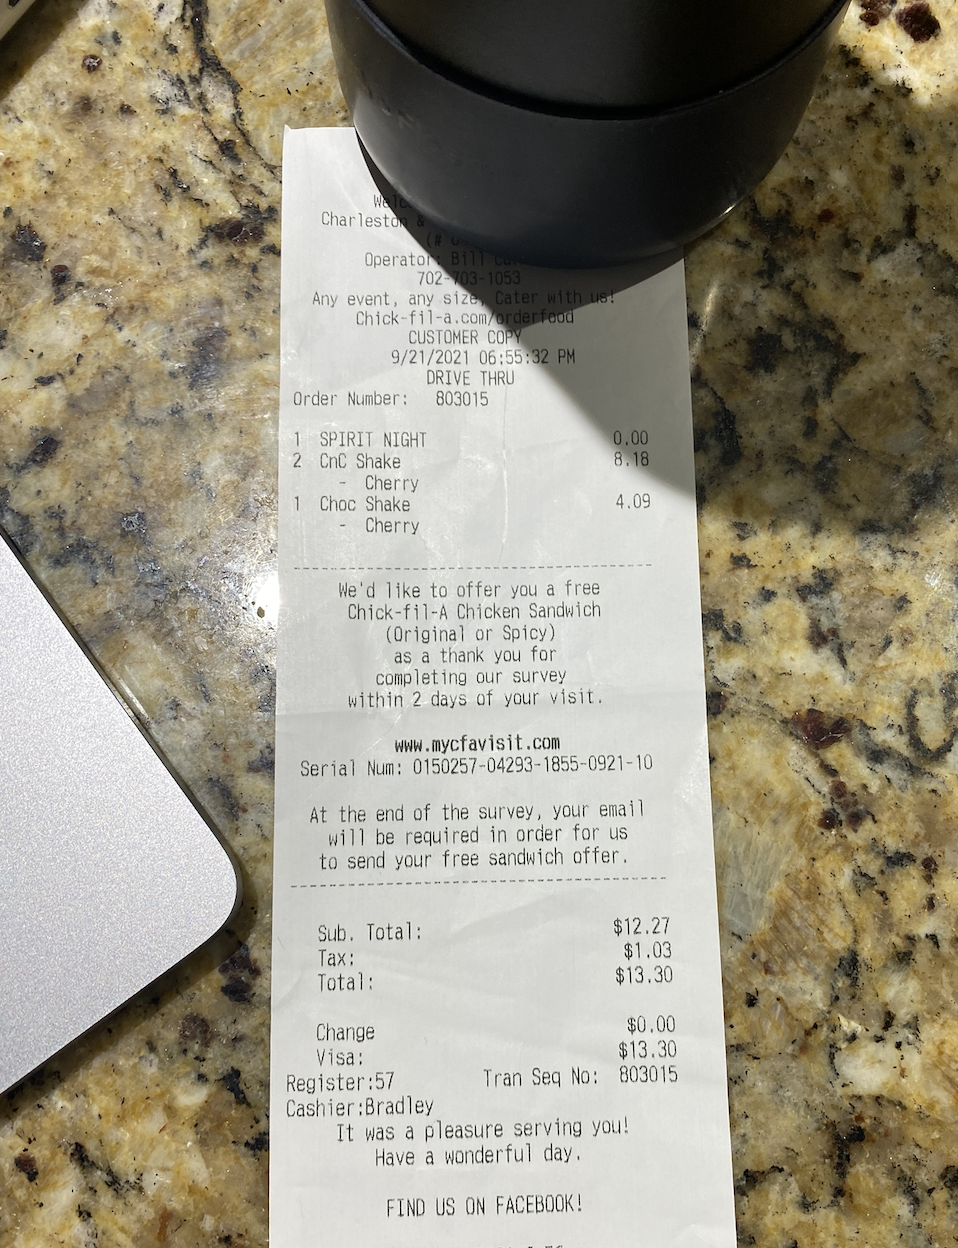 Charleston &
(#
Operator: Bill
702-703-1053
Any event, any size, Cater with us!
Chick-fil-a.com/orderfood
CUSTOMER COPY
9/21/2021 06:55:32 PM
DRIVE THRU
Order Number: 803015
1 SPIRIT NIGHT 0.00
2 CnC Shake 8.18
- Cherry
1 Choc Shake 4.09
- Cherry
We'd like to offer you a free
Chick-fil-A Chicken Sandwich
(Original or Spicy)
as a thank you for
completing our survey
within 2 days of your visit.
www.mycfavisit.com
Serial Num: 0150257-04293-1855-0921-10
At the end of the survey, your email
will be required in order for us
to send your free sandwich offer.
Sub. Total: $12.27
Tax: $1.03
Total: $13.30
Change $0.00
Visa: $13.30
Register:57 Tran Seq No: 803015
Cashier:Bradley
It was a pleasure serving you!
Have a wonderful day.
FIND US ON FACEBOOK!